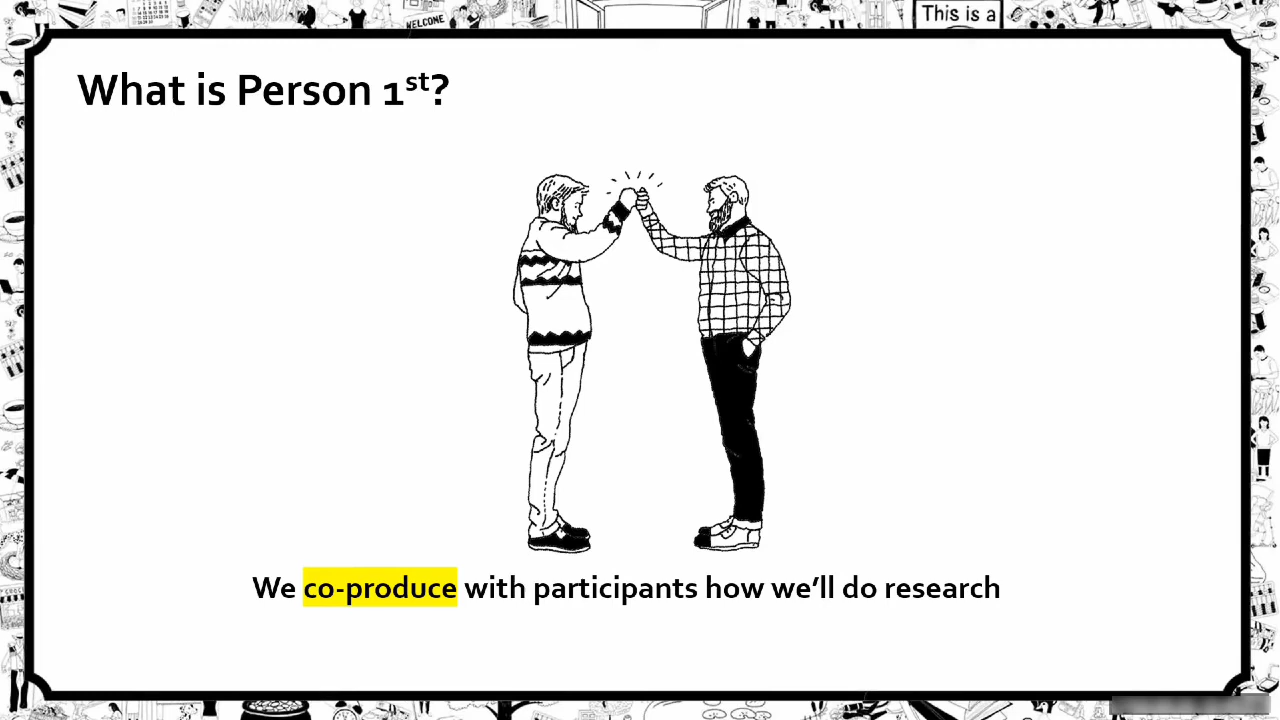 WELCOME
This is a
What is Person 1ˢᵗ?
We co-produce with participants how we’ll do research